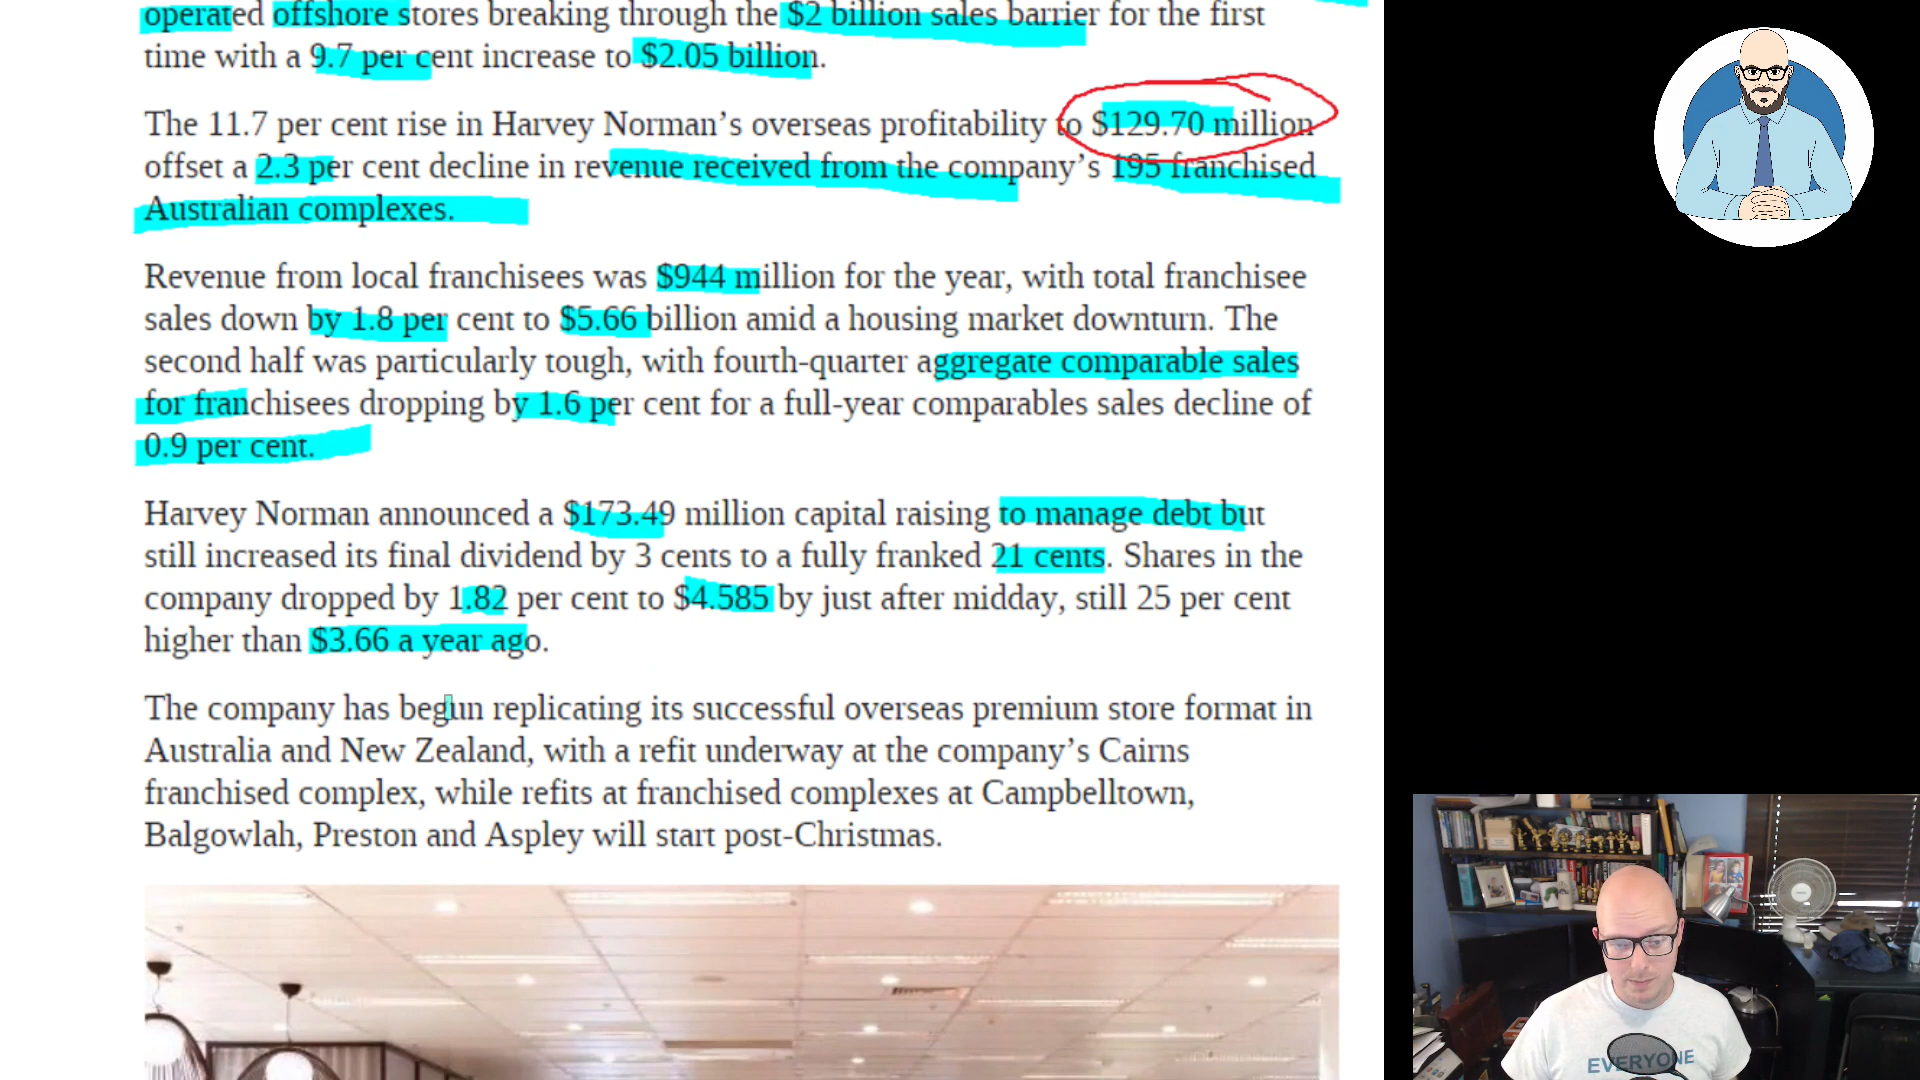 operated offshore stores breaking through the $2 billion sales barrier for the first
time with a 9.7 per cent increase to $2.05 billion.
The 11.7 per cent rise in Harvey Norman’s overseas profitability to $129.70 million
offset a 2.3 per cent decline in revenue received from the company’s 195 franchised
Australian complexes.
Revenue from local franchisees was $944 million for the year, with total franchisee
sales down by 1.8 per cent to $5.66 billion amid a housing market downturn. The
second half was particularly tough, with fourth-quarter aggregate comparable sales
for franchisees dropping by 1.6 per cent for a full-year comparables sales decline of
0.9 per cent.
Harvey Norman announced a $173.49 million capital raising to manage debt but
still increased its final dividend by 3 cents to a fully franked 21 cents. Shares in the
company dropped by 1.82 per cent to $4.585 by just after midday, still 25 per cent
higher than $3.66 a year ago.
The company has begun replicating its successful overseas premium store format in
Australia and New Zealand, with a refit underway at the company’s Cairns
franchised complex, while refits at franchised complexes at Campbelltown,
Balgowlah, Preston and Aspley will start post-Christmas.
EVERYONE